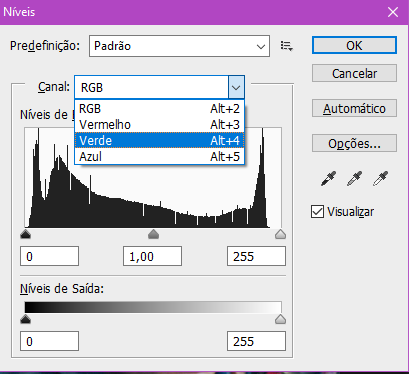 Níveis
Predefinição: Padrão
OK
Cancelar
Automático
Opções...
Visualizar
Canal: RGB
RGB Alt+2
Vermelho Alt+3
Verde Alt+4
Azul Alt+5
Níveis de
0 1,00 255
Níveis de Saída:
0 255